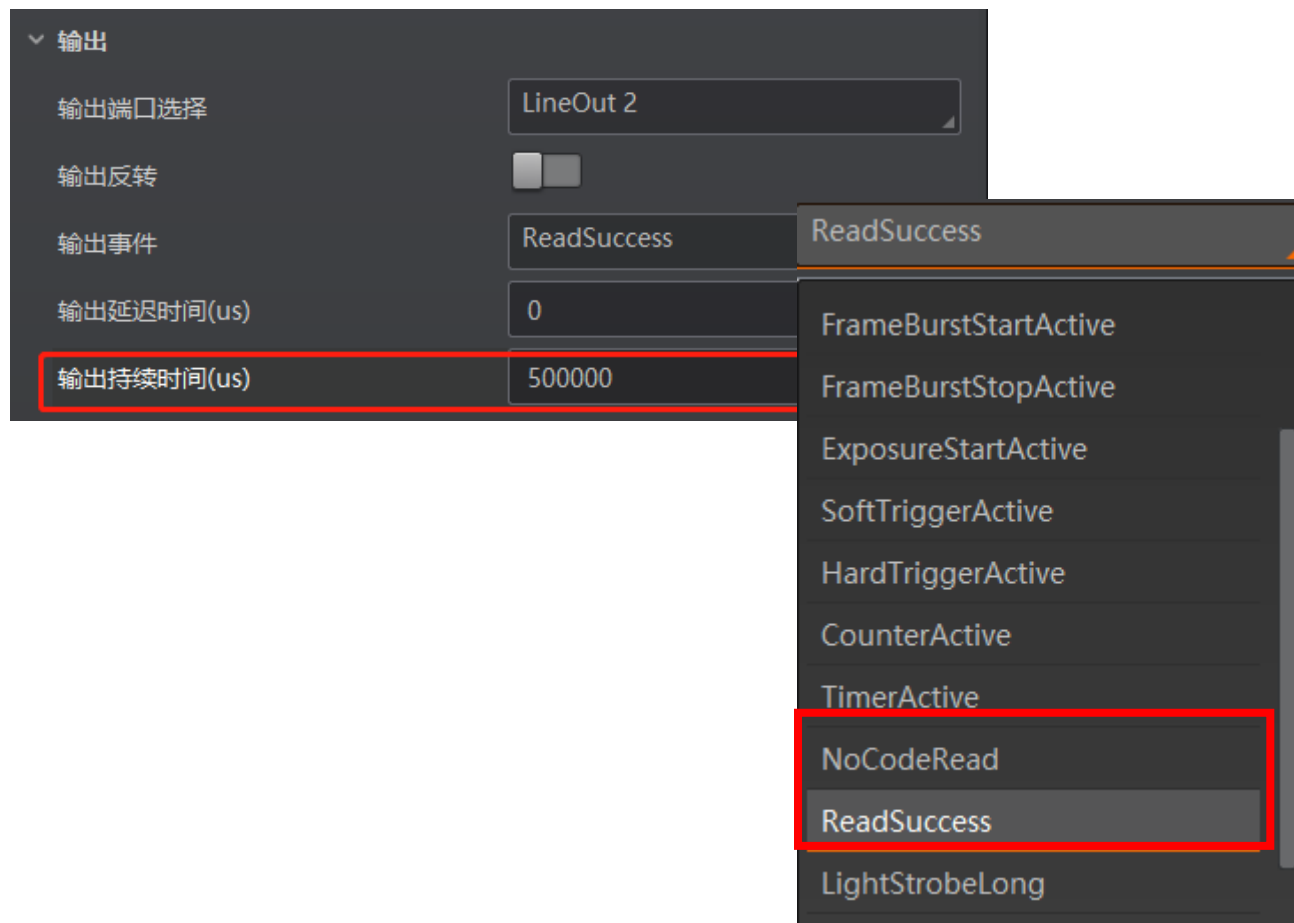 输出
输出端口选择
LineOut 2
输出反转
输出事件
ReadSuccess
输出延迟时间(us)
0
输出持续时间(us)
500000
ReadSuccess
FrameBurstStartActive
FrameBurstStopActive
ExposureStartActive
SoftTriggerActive
HardTriggerActive
CounterActive
TimerActive
NoCodeRead
ReadSuccess
LightStrobeLong